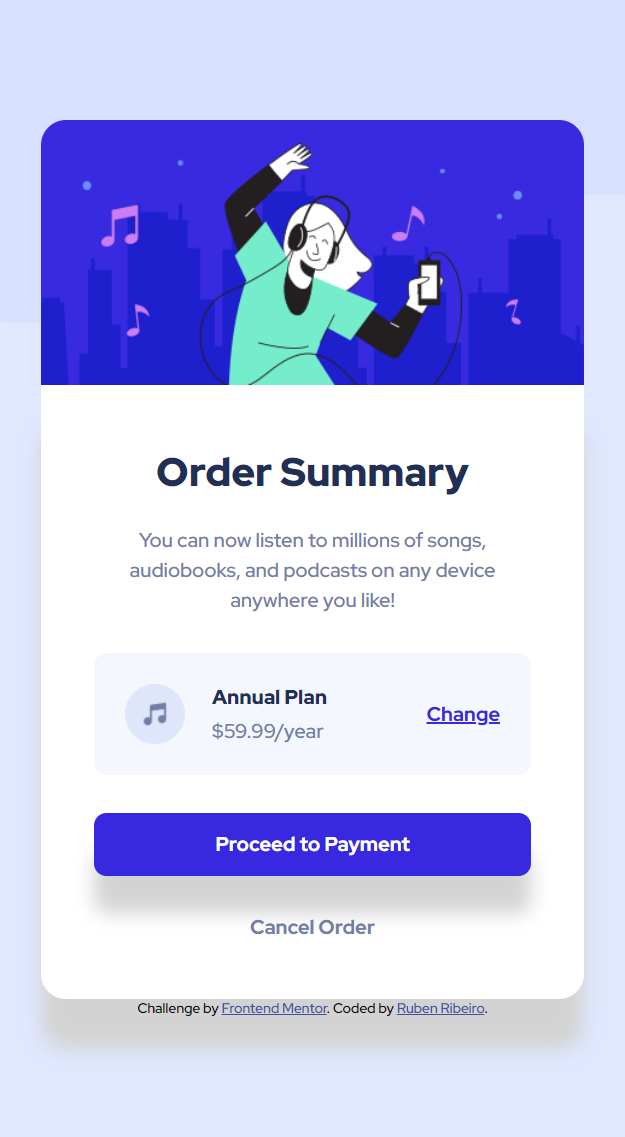 Order Summary
You can now listen to millions of songs,
audiobooks, and podcasts on any device
anywhere you like!
Annual Plan
$59.99/year
Change
Proceed to Payment
Cancel Order
Challenge by Frontend Mentor. Coded by Ruben Ribeiro.